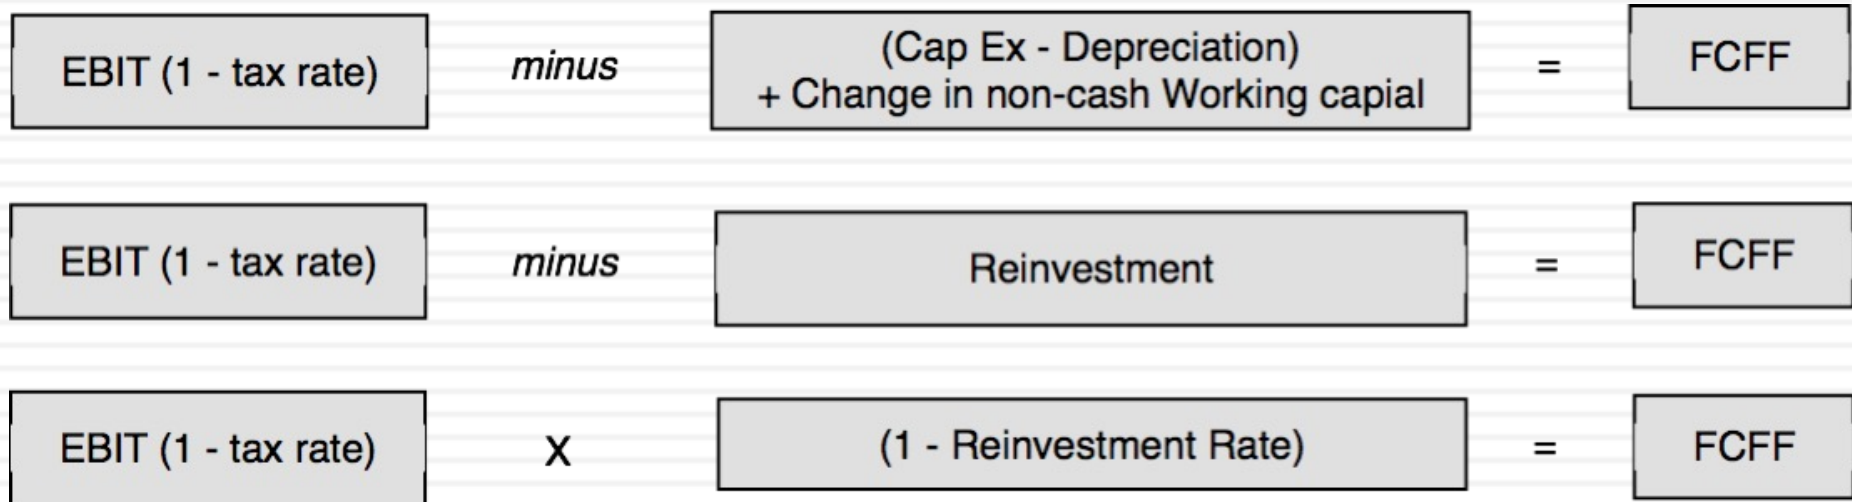 EBIT (1 - tax rate) minus (Cap Ex - Depreciation) = FCFF
+ Change in non-cash Working capial
EBIT (1 - tax rate) minus Reinvestment = FCFF
EBIT (1 - tax rate) X (1 - Reinvestment Rate) = FCFF